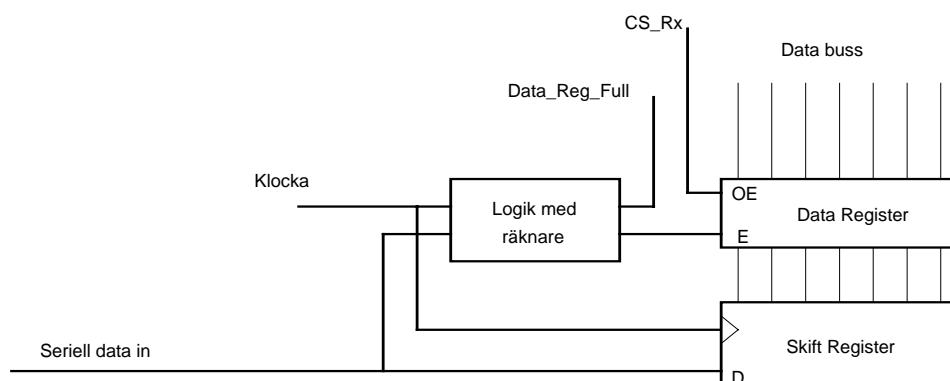 CS_Rx
Data buss
Data_Reg_Full
Klocka
OE
Logik med
räknare
Data Register
E
Skift Register
Seriell data in
D